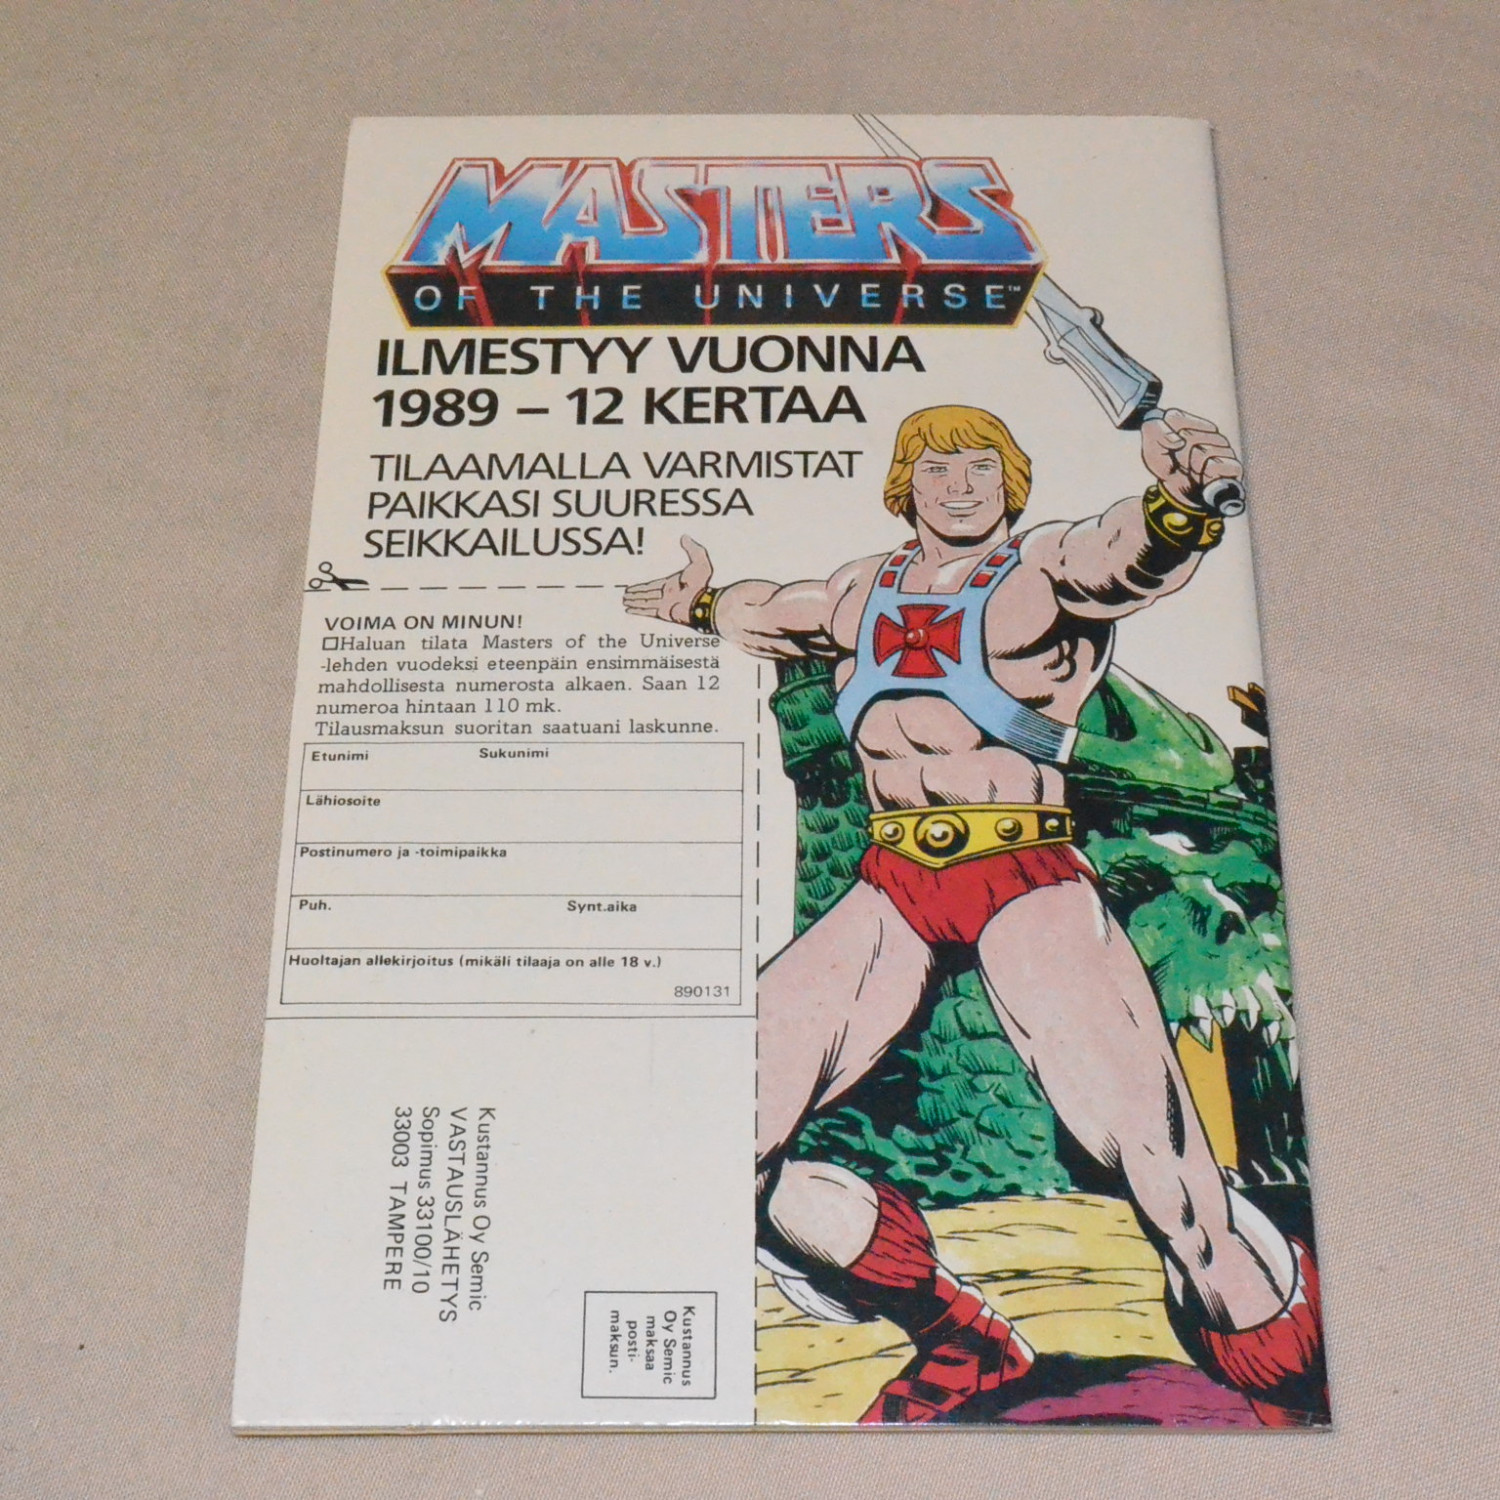 MASTERS
OF THE UNIVERSE™
ILMESTYY VUONNA
1989 – 12 KERTAA
TILAAMALLA VARMISTAT
PAIKKASI SUURESSA
SEIKKAILUSSA!
VOIMA ON MINUN!
☐Haluan tilata Masters of the Universe
-lehden vuodeksi eteenpäin ensimmäisestä
mahdollisesta numerosta alkaen. Saan 12
numeroa hintaan 110 mk.
Tilausmaksun suoritan saatuani laskunne.
Etunimi Sukunimi
Lähiosoite
Postinumero ja -toimipaikka
Puh. Synt.aika
Huoltajan allekirjoitus (mikäli tilaaja on alle 18 v.)
890131
Kustannus Oy Semic
VASTAUSLÄHETYS
Sopimus 33100/10
33003 TAMPERE
Kustannus
Oy Semic
maksaa
posti-
maksun.